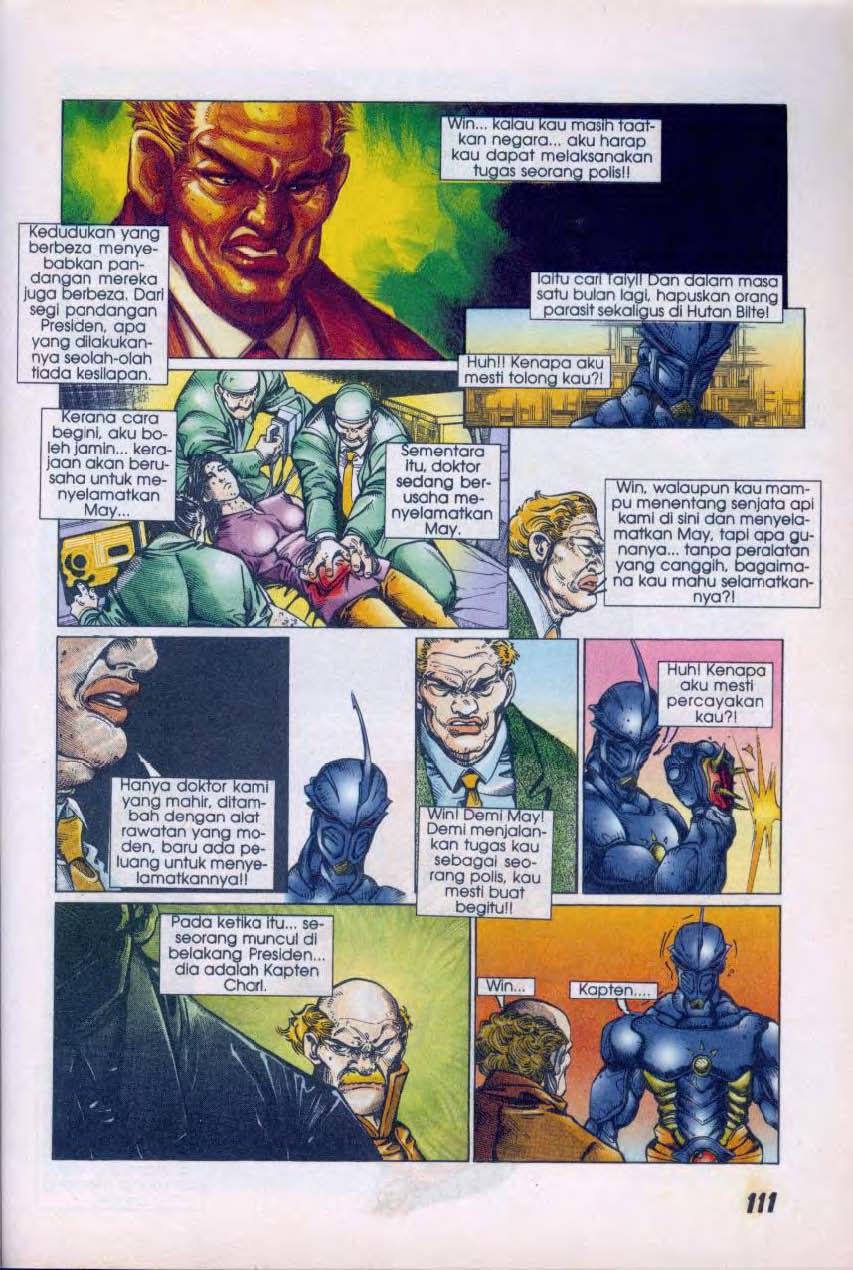 Win... kalau kau masih taat-
kan negara... aku harap
kau dapat melaksanakan
tugas seorang polis!!
Kedudukan yang
berbeza menye-
babkan pan-
dangan mereka
juga berbeza. Dari
segi pandangan
Presiden, apa
yang dilakukan-
nya seolah-olah
tiada kesilapan.
Iaitu cari Taiy!! Dan dalam masa
satu bulan lagi, hapuskan orang
parasit sekaligus di Hutan Bilte!
Huh!! Kenapa aku
mesti tolong kau?!
Kerana cara
begini, aku bo-
leh jamin... kera-
jaan akan beru-
saha untuk me-
nyelamatkan
May...
Sementara
itu, doktor
sedang ber-
usaha me-
nyelamatkan
May.
Win, walaupun kau mam-
pu menentang senjata api
kami di sini dan menyela-
matkan May, tapi apa gu-
nanya... tanpa peralatan
yang canggih, bagaima-
na kau mahu selamatkan-
nya?!
Hanya doktor kami
yang mahir, ditam-
bah dengan alat
rawatan yang mo-
den, baru ada pe-
luang untuk menye-
lamatkannya!!
Win! Demi May!
Demi menjalan-
kan tugas kau
sebagai seo-
rang polis, kau
mesti buat
begitu!!
Huh! Kenapa
aku mesti
percayakan
kau?!
Pada ketika itu... se-
seorang muncul di
belakang Presiden...
dia adalah Kapten
Charl.
Win...
Kapten....
111